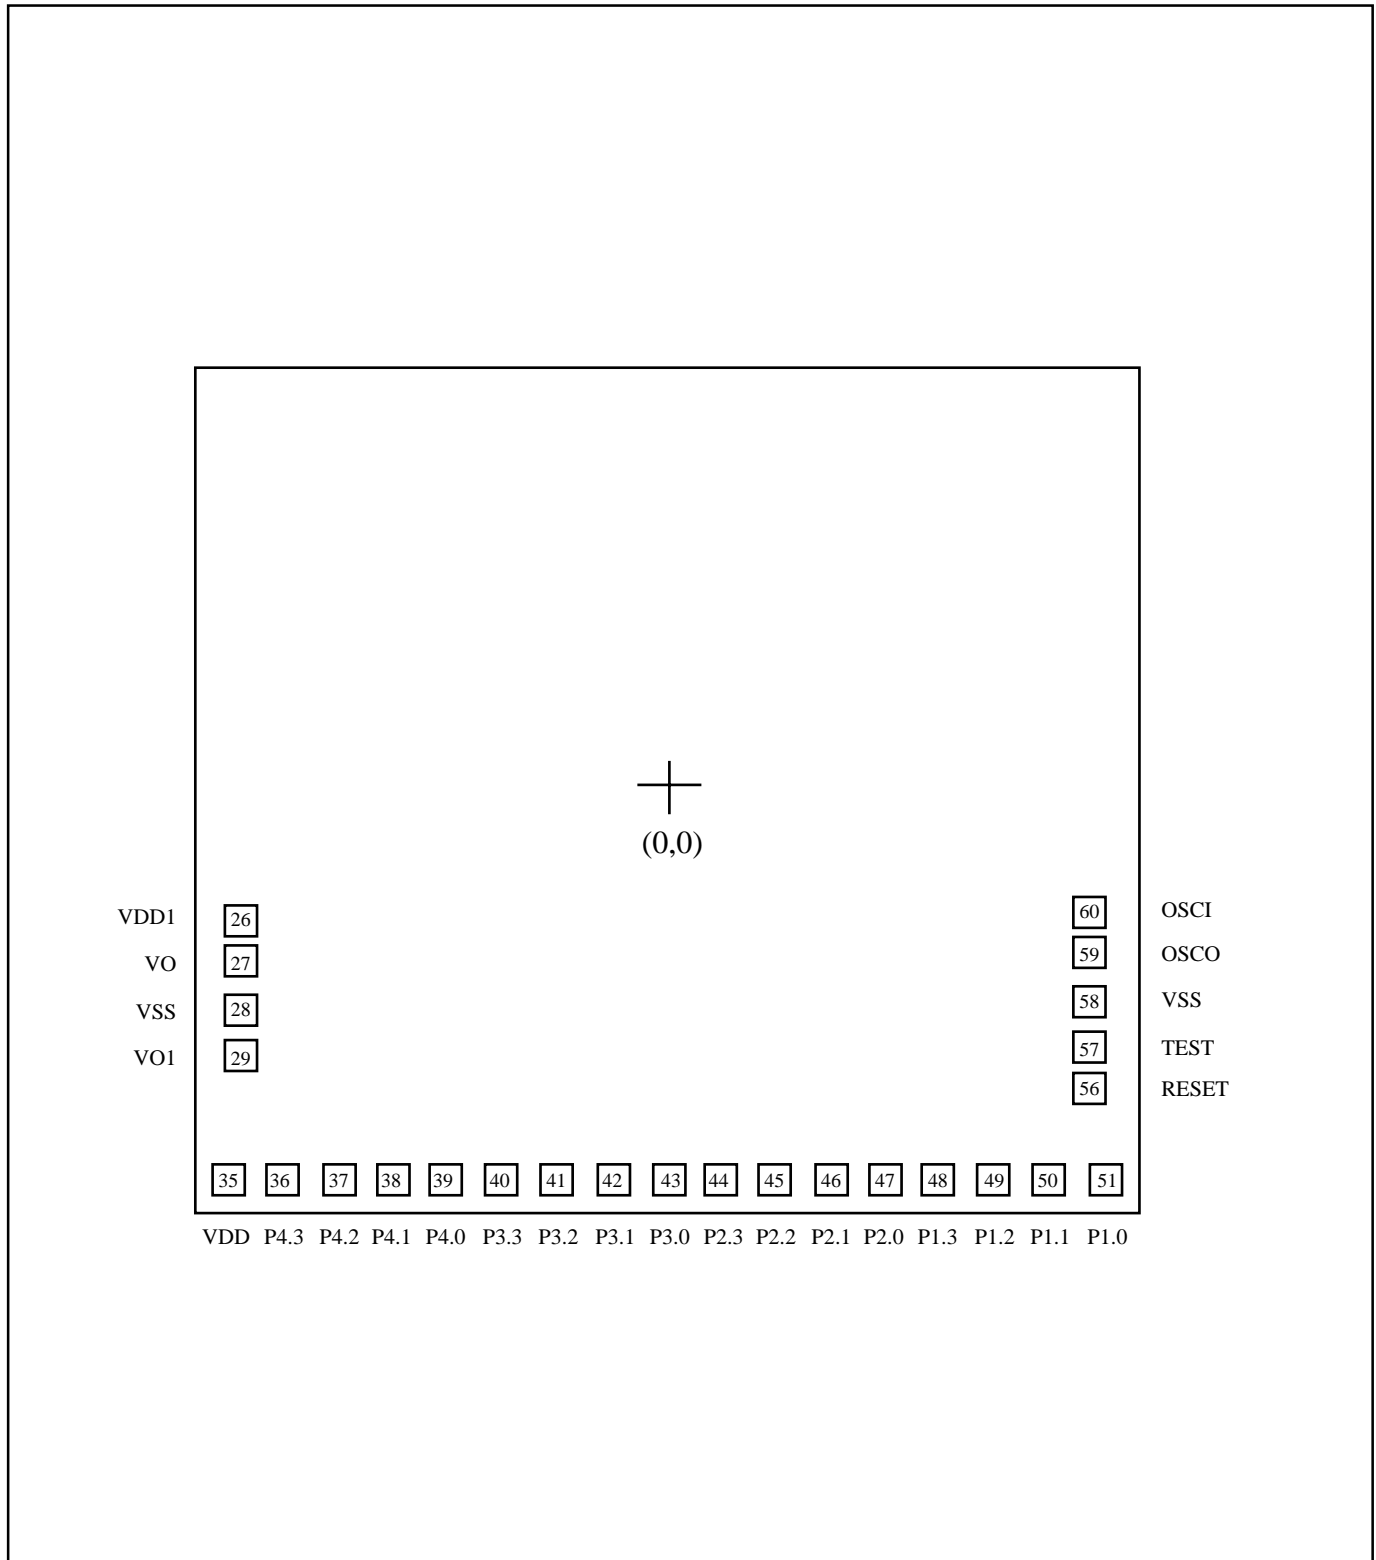 (0,0)
VDD1 26 60 OSCI
VO 27 59 OSCO
VSS 28 58 VSS
VO1 29 57 TEST
56 RESET
35 36 37 38 39 40 41 42 43 44 45 46 47 48 49 50 51
VDD P4.3 P4.2 P4.1 P4.0 P3.3 P3.2 P3.1 P3.0 P2.3 P2.2 P2.1 P2.0 P1.3 P1.2 P1.1 P1.0